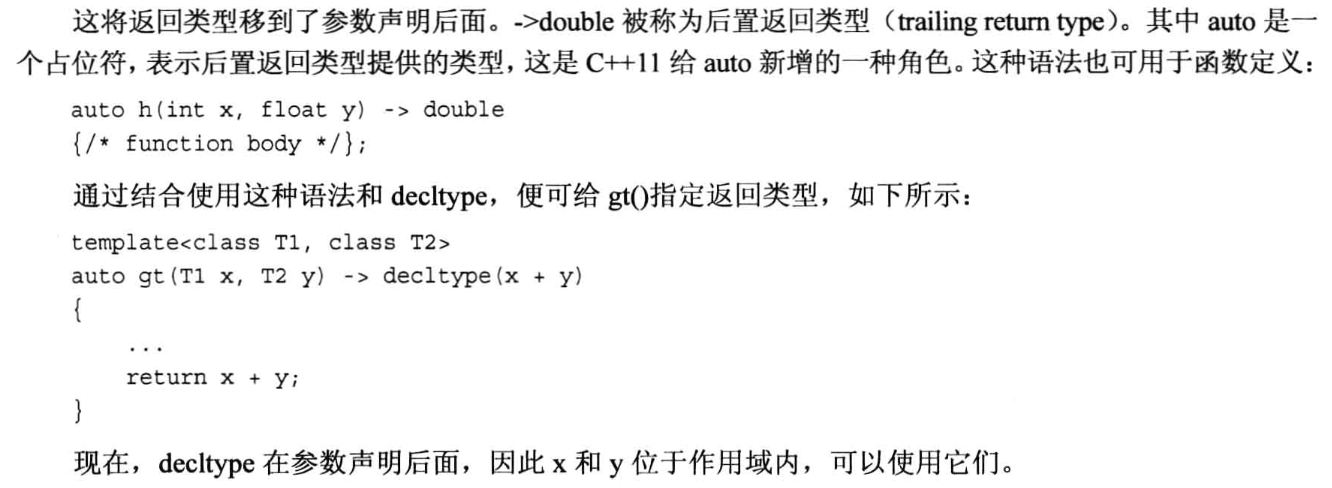 这将返回类型移到了参数声明后面。->double 被称为后置返回类型（trailing return type）。其中 auto 是一
个占位符，表示后置返回类型提供的类型，这是 C++11 给 auto 新增的一种角色。这种语法也可用于函数定义：
auto h(int x, float y) -> double
{/* function body */};
通过结合使用这种语法和 decltype，便可给 gt()指定返回类型，如下所示：
template<class T1, class T2>
auto gt(T1 x, T2 y) -> decltype(x + y)
{
...
return x + y;
}
现在，decltype 在参数声明后面，因此 x 和 y 位于作用域内，可以使用它们。